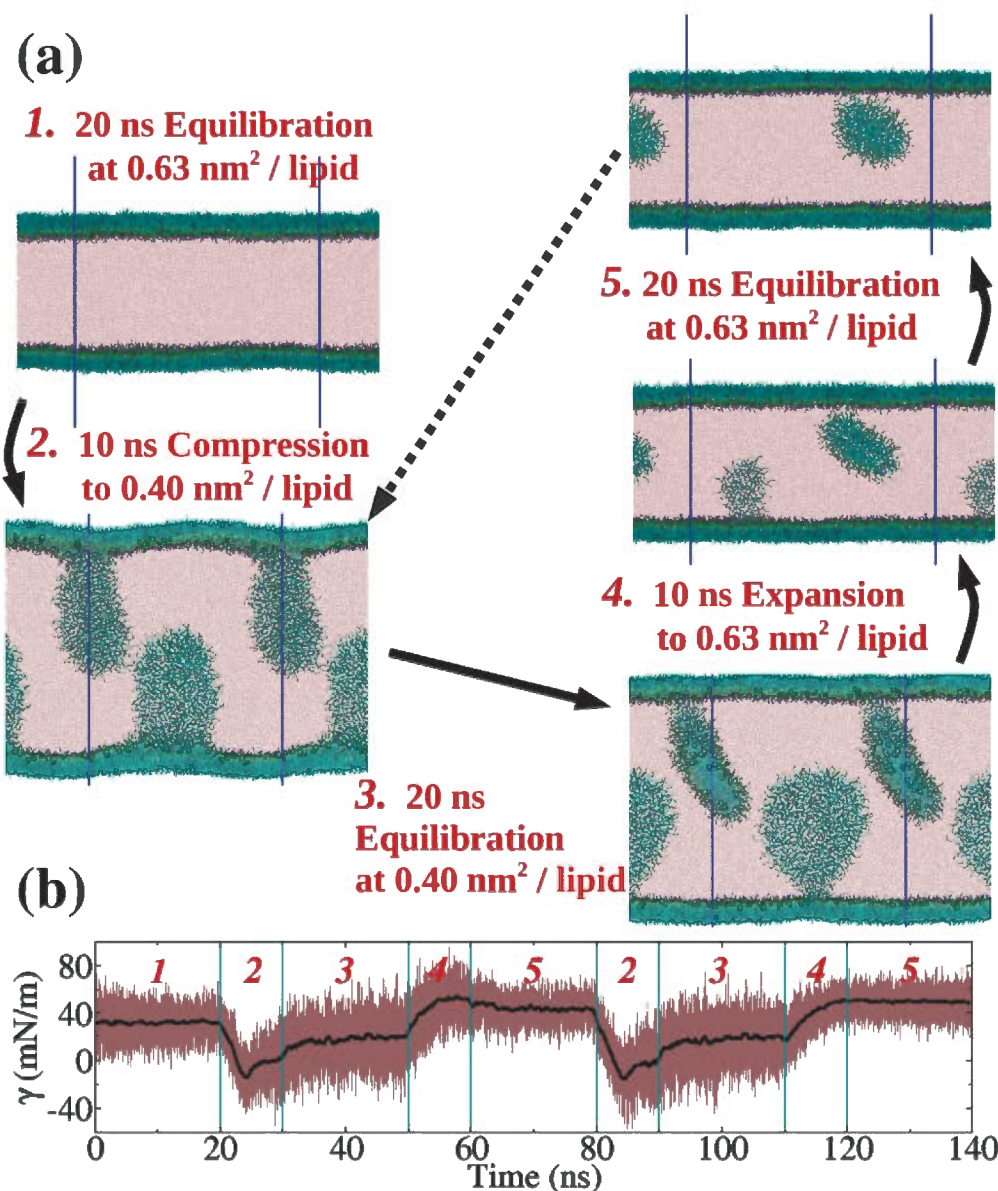 (a)
1. 20 ns Equilibration
at 0.63 nm² / lipid
2. 10 ns Compression
to 0.40 nm² / lipid
3. 20 ns
Equilibration
at 0.40 nm² / lipid
4. 10 ns Expansion
to 0.63 nm² / lipid
5. 20 ns Equilibration
at 0.63 nm² / lipid
(b)
1 2 3 4 5 2 3 4 5
80
40
0
-40
γ (mN/m)
0 20 40 60 80 100 120 140
Time (ns)